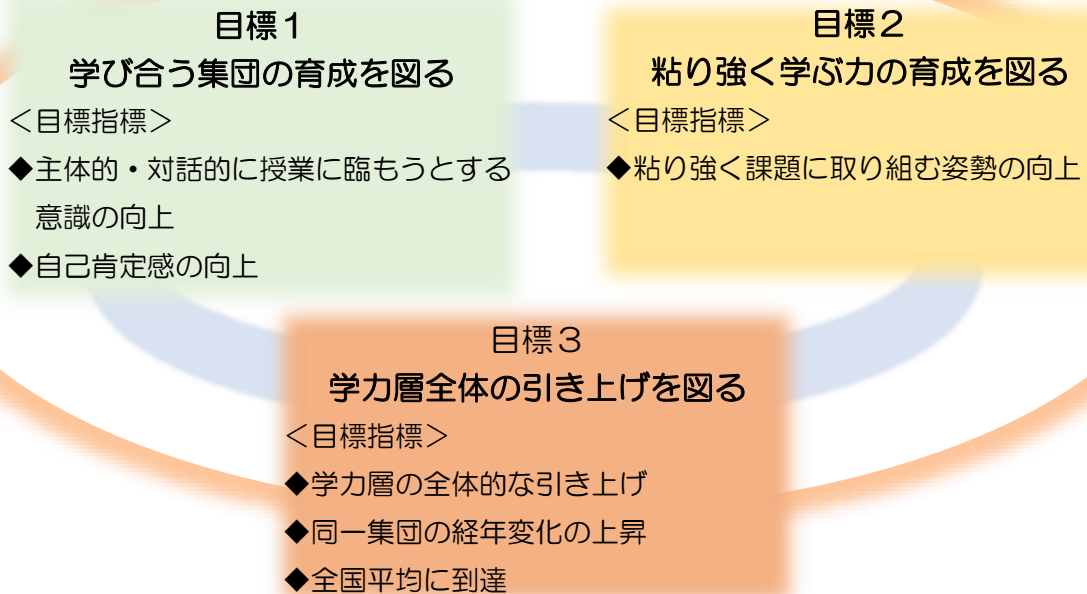 目標１
学び合う集団の育成を図る
＜目標指標＞
◆主体的・対話的に授業に臨もうとする
意識の向上
◆自己肯定感の向上
目標２
粘り強く学ぶ力の育成を図る
＜目標指標＞
◆粘り強く課題に取り組む姿勢の向上
目標３
学力層全体の引き上げを図る
＜目標指標＞
◆学力層の全体的な引き上げ
◆同一集団の経年変化の上昇
◆全国平均に到達